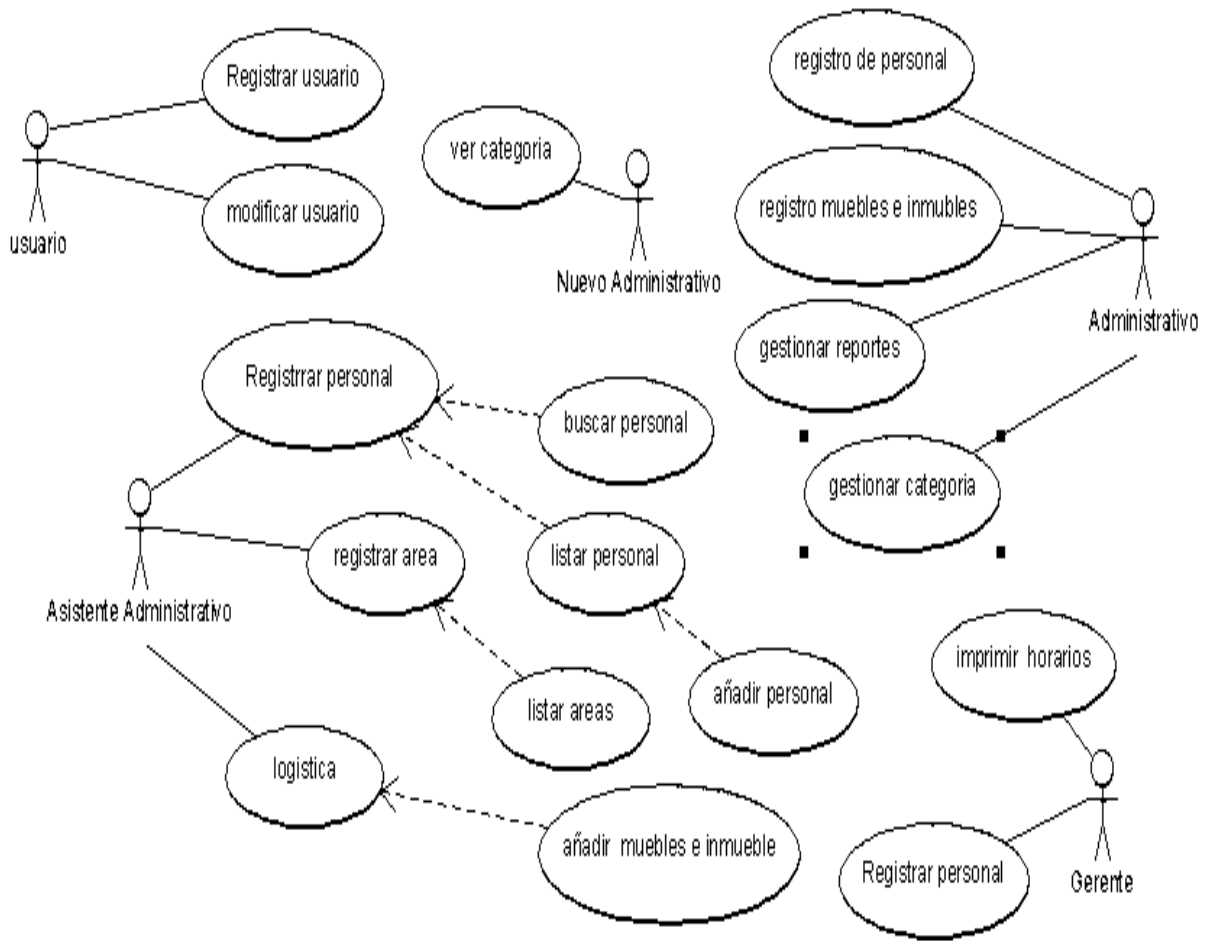 Registrar usuario
registro de personal
ver categoria
modificar usuario
registro muebles e inmubles
usuario
Nuevo Administrativo
Administrativo
gestionar reportes
Registrrar personal
buscar personal
gestionar categoria
registrar area
listar personal
Asistente Administrativo
imprimir horarios
listar areas
añadir personal
logistica
añadir muebles e inmueble
Registrar personal
Gerente